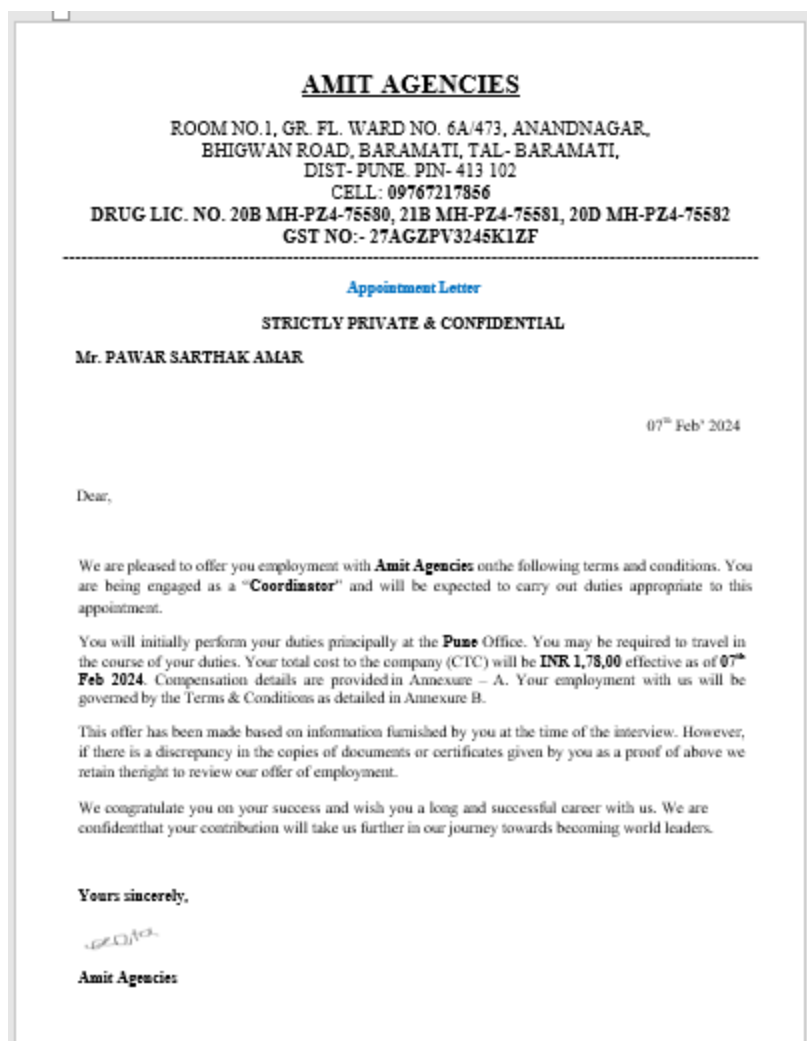 AMIT AGENCIES
ROOM NO.1, GR. FL. WARD NO. 6A/473, ANANDNAGAR,
BHIGWAN ROAD, BARAMATI, TAL- BARAMATI,
DIST- PUNE. PIN- 413 102
CELL: 09767217856
DRUG LIC. NO. 20B MH-PZ4-75580, 21B MH-PZ4-75581, 20D MH-PZ4-75582
GST NO:- 27AGZPV3245K1ZF
Appointment Letter
STRICTLY PRIVATE & CONFIDENTIAL
Mr. PAWAR SARTHAK AMAR
07th Feb' 2024
Dear,
We are pleased to offer you employment with Amit Agencies onthe following terms and conditions. You
are being engaged as a "Coordinator" and will be expected to carry out duties appropriate to this
appointment.
You will initially perform your duties principally at the Pune Office. You may be required to travel in
the course of your duties. Your total cost to the company (CTC) will be INR 1,78,00 effective as of 07th
Feb 2024. Compensation details are provided in Annexure – A. Your employment with us will be
governed by the Terms & Conditions as detailed in Annexure B.
This offer has been made based on information furnished by you at the time of the interview. However,
if there is a discrepancy in the copies of documents or certificates given by you as a proof of above we
retain theright to review our offer of employment.
We congratulate you on your success and wish you a long and successful career with us. We are
confidentthat your contribution will take us further in our journey towards becoming world leaders.
Yours sincerely,
Amit Agencies